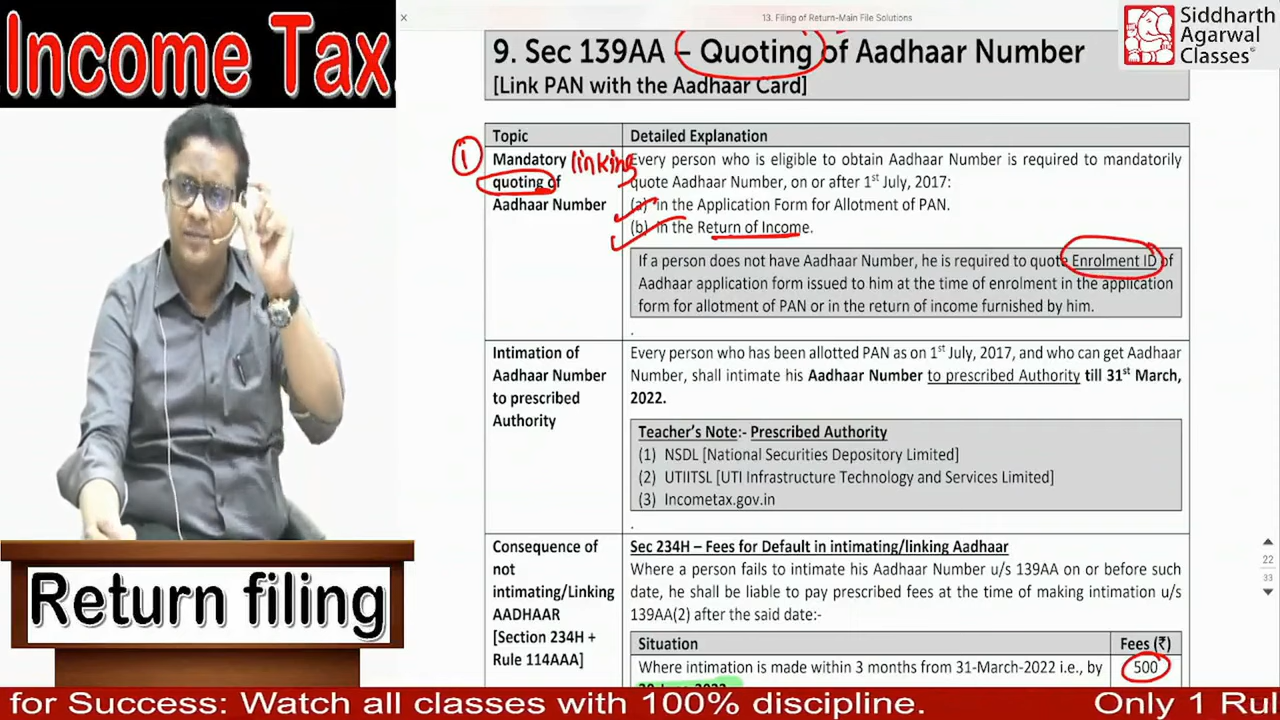 Income Tax.
13. Filing of Return-Main File Solutions
Siddharth
Agarwal
Classes
9. Sec 139AA – Quoting of Aadhaar Number
[Link PAN with the Aadhaar Card]
Topic
Detailed Explanation
1
Mandatory
quoting of
Aadhaar Number
linking
Every person who is eligible to obtain Aadhaar Number is required to mandatorily
quote Aadhaar Number, on or after 1st July, 2017:
(a) in the Application Form for Allotment of PAN.
(b) in the Return of Income.
If a person does not have Aadhaar Number, he is required to quote Enrolment ID of
Aadhaar application form issued to him at the time of enrolment in the application
form for allotment of PAN or in the return of income furnished by him.
.
Intimation of
Aadhaar Number
to prescribed
Authority
Every person who has been allotted PAN as on 1st July, 2017, and who can get Aadhaar
Number, shall intimate his Aadhaar Number to prescribed Authority till 31st March,
2022.
Teacher's Note:- Prescribed Authority
(1) NSDL [National Securities Depository Limited]
(2) UTIITSL [UTI Infrastructure Technology and Services Limited]
(3) Incometax.gov.in
.
Consequence of
not
intimating/Linking
AADHAAR
[Section 234H +
Rule 114AAA]
Sec 234H – Fees for Default in intimating/linking Aadhaar
Where a person fails to intimate his Aadhaar Number u/s 139AA on or before such
date, he shall be liable to pay prescribed fees at the time of making intimation u/s
139AA(2) after the said date:-
Situation
Fees (₹)
Where intimation is made within 3 months from 31-March-2022 i.e., by
500
22
33
Return filing
for Success: Watch all classes with 100% discipline.
Only 1 Rul